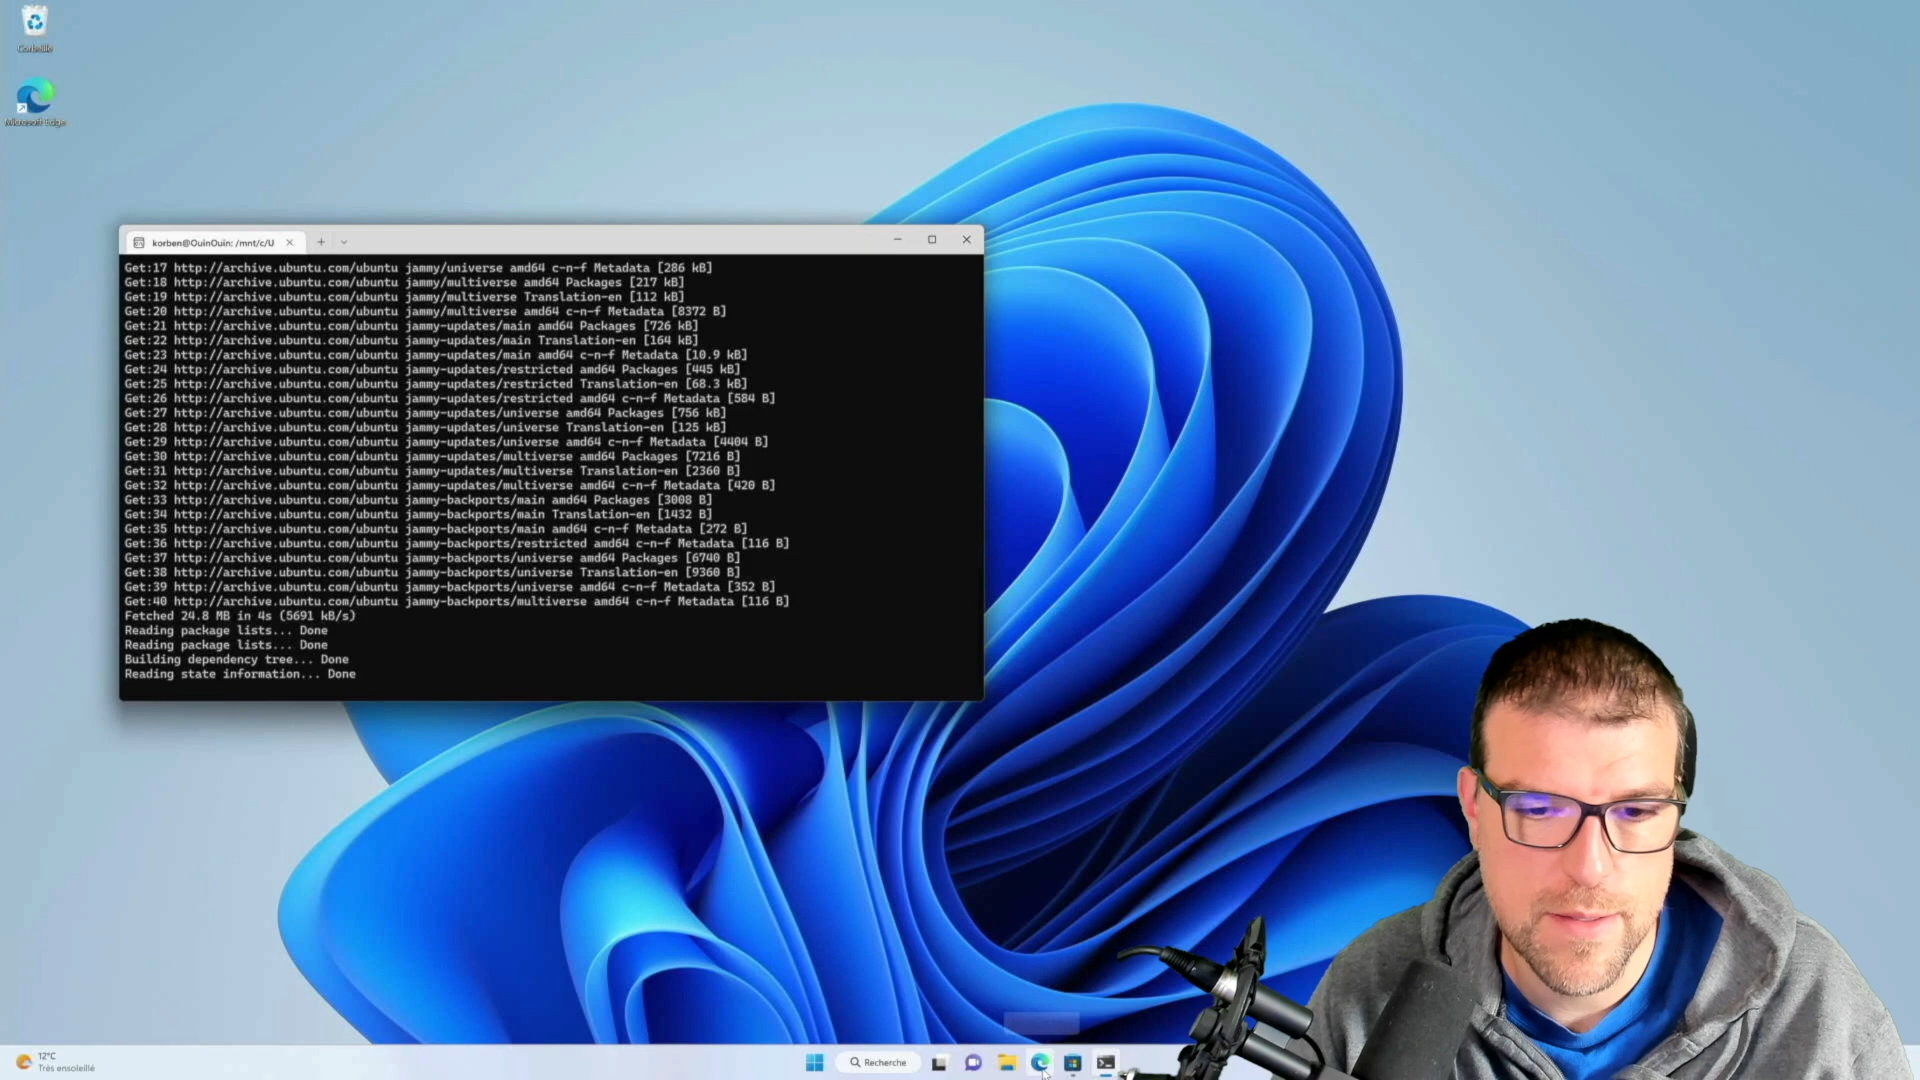 Corbeille
Microsoft Edge
korben@OuinOuin: /mnt/c/U
Get:17 http://archive.ubuntu.com/ubuntu jammy/universe amd64 c-n-f Metadata [286 kB]
Get:18 http://archive.ubuntu.com/ubuntu jammy/multiverse amd64 Packages [217 kB]
Get:19 http://archive.ubuntu.com/ubuntu jammy/multiverse Translation-en [112 kB]
Get:20 http://archive.ubuntu.com/ubuntu jammy/multiverse amd64 c-n-f Metadata [8372 B]
Get:21 http://archive.ubuntu.com/ubuntu jammy-updates/main amd64 Packages [726 kB]
Get:22 http://archive.ubuntu.com/ubuntu jammy-updates/main Translation-en [164 kB]
Get:23 http://archive.ubuntu.com/ubuntu jammy-updates/main amd64 c-n-f Metadata [10.9 kB]
Get:24 http://archive.ubuntu.com/ubuntu jammy-updates/restricted amd64 Packages [445 kB]
Get:25 http://archive.ubuntu.com/ubuntu jammy-updates/restricted Translation-en [68.3 kB]
Get:26 http://archive.ubuntu.com/ubuntu jammy-updates/restricted amd64 c-n-f Metadata [584 B]
Get:27 http://archive.ubuntu.com/ubuntu jammy-updates/universe amd64 Packages [756 kB]
Get:28 http://archive.ubuntu.com/ubuntu jammy-updates/universe Translation-en [125 kB]
Get:29 http://archive.ubuntu.com/ubuntu jammy-updates/universe amd64 c-n-f Metadata [4404 B]
Get:30 http://archive.ubuntu.com/ubuntu jammy-updates/multiverse amd64 Packages [7216 B]
Get:31 http://archive.ubuntu.com/ubuntu jammy-updates/multiverse Translation-en [2360 B]
Get:32 http://archive.ubuntu.com/ubuntu jammy-updates/multiverse amd64 c-n-f Metadata [420 B]
Get:33 http://archive.ubuntu.com/ubuntu jammy-backports/main amd64 Packages [3008 B]
Get:34 http://archive.ubuntu.com/ubuntu jammy-backports/main Translation-en [1432 B]
Get:35 http://archive.ubuntu.com/ubuntu jammy-backports/main amd64 c-n-f Metadata [272 B]
Get:36 http://archive.ubuntu.com/ubuntu jammy-backports/restricted amd64 c-n-f Metadata [116 B]
Get:37 http://archive.ubuntu.com/ubuntu jammy-backports/universe amd64 Packages [6740 B]
Get:38 http://archive.ubuntu.com/ubuntu jammy-backports/universe Translation-en [9360 B]
Get:39 http://archive.ubuntu.com/ubuntu jammy-backports/universe amd64 c-n-f Metadata [352 B]
Get:40 http://archive.ubuntu.com/ubuntu jammy-backports/multiverse amd64 c-n-f Metadata [116 B]
Fetched 24.8 MB in 4s (5691 kB/s)
Reading package lists... Done
Reading package lists... Done
Building dependency tree... Done
Reading state information... Done
12°C
Très ensoleillé
Recherche